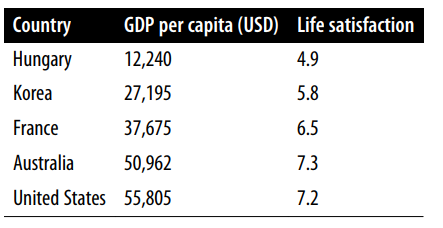 Country GDP per capita (USD) Life satisfaction
Hungary 12,240 4.9
Korea 27,195 5.8
France 37,675 6.5
Australia 50,962 7.3
United States 55,805 7.2